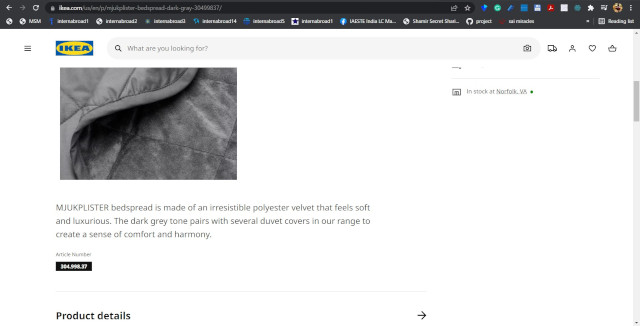 ikea.com/us/en/p/mjukplister-bedspread-dark-gray-30499837/
MSM
internabroad1
internabroad2
internabroad3
internabroad14
internabroad5
internabroad1
IAESTE India LC Ma...
Shamir Secret Shari...
project
sai miracles
»
Reading list
IKEA
What are you looking for?
In stock at Norfolk, VA
MJUKPLISTER bedspread is made of an irresistible polyester velvet that feels soft
and luxurious. The dark grey tone pairs with several duvet covers in our range to
create a sense of comfort and harmony.
Article Number
304.998.37
Product details